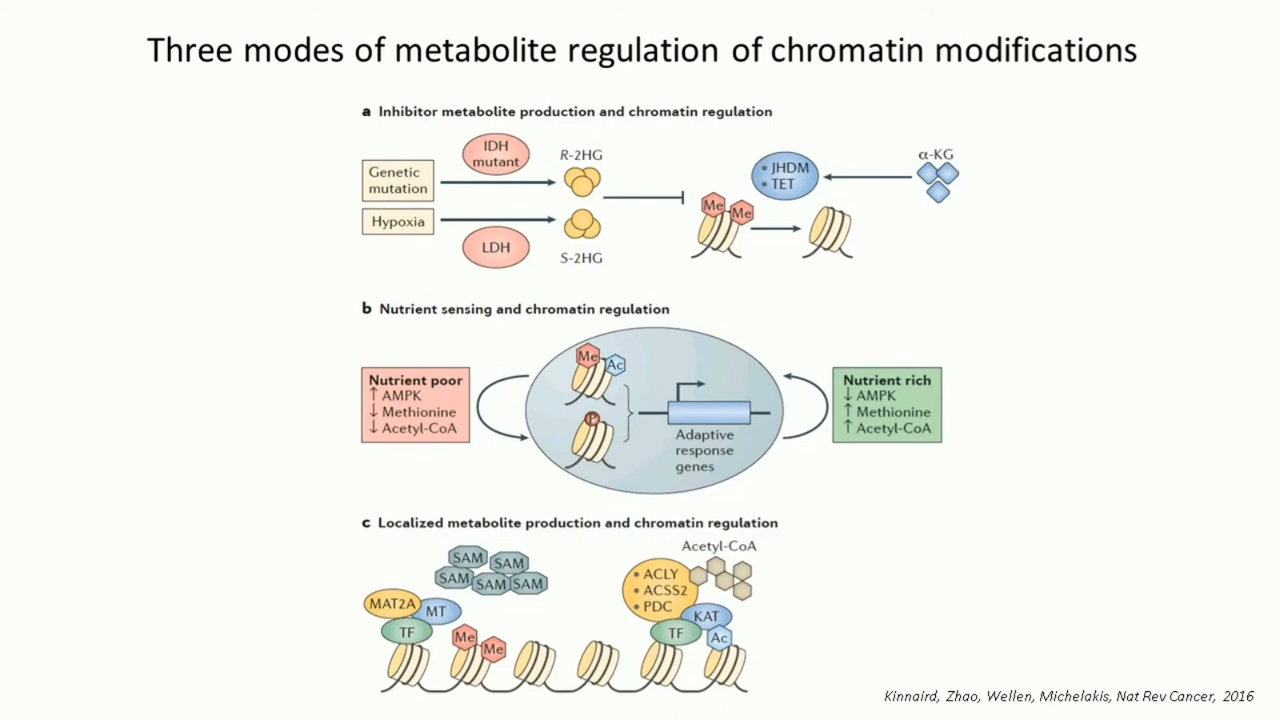 Three modes of metabolite regulation of chromatin modifications
a Inhibitor metabolite production and chromatin regulation
Genetic
mutation
IDH
mutant
R-2HG
Hypoxia
LDH
S-2HG
• JHDM
• TET
α-KG
Me
Me
b Nutrient sensing and chromatin regulation
Nutrient poor
↑ AMPK
↓ Methionine
↓ Acetyl-CoA
Me
Ac
P
Adaptive
response
genes
Nutrient rich
↓ AMPK
↑ Methionine
↑ Acetyl-CoA
c Localized metabolite production and chromatin regulation
SAM
SAM
SAM
SAM
SAM
MAT2A
MT
TF
Me
Me
Acetyl-CoA
• ACLY
• ACSS2
• PDC
KAT
TF
Ac
Kinnaird, Zhao, Wellen, Michelakis, Nat Rev Cancer, 2016